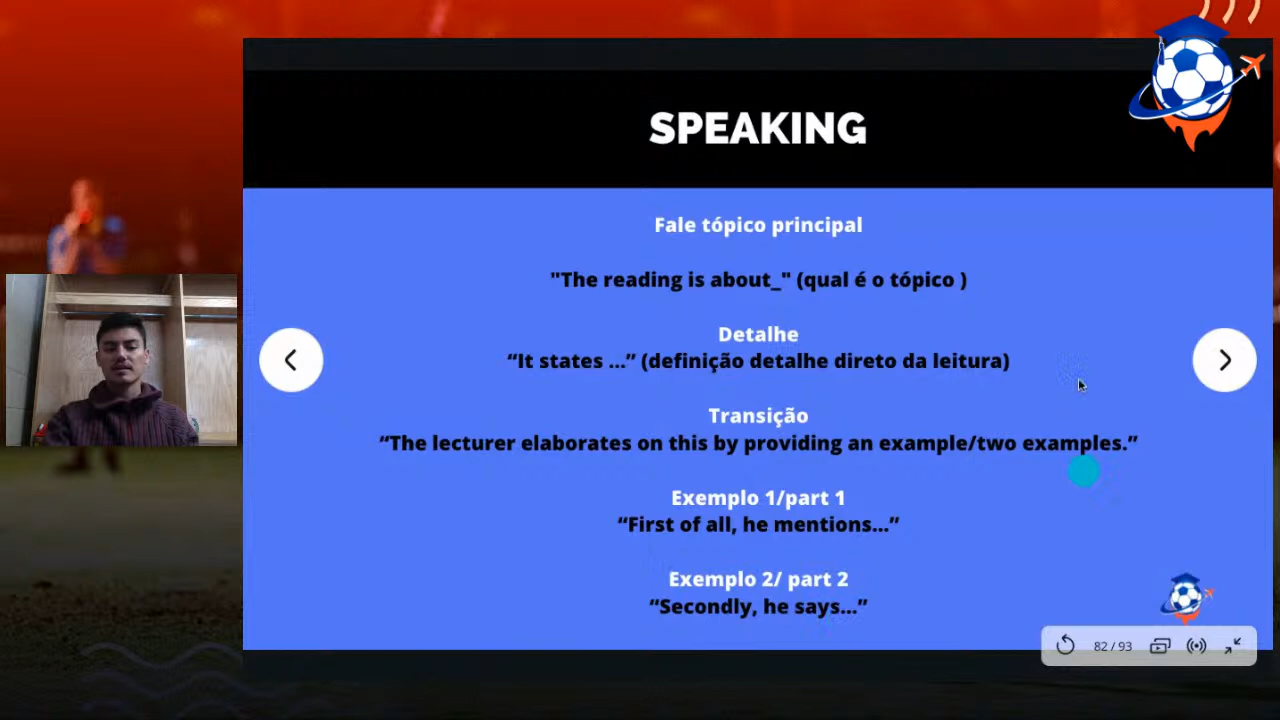 SPEAKING
Fale tópico principal
"The reading is about_" (qual é o tópico )
Detalhe
“It states ...” (definição detalhe direto da leitura)
Transição
“The lecturer elaborates on this by providing an example/two examples.”
Exemplo 1/part 1
“First of all, he mentions...”
Exemplo 2/ part 2
“Secondly, he says...”
82 / 93